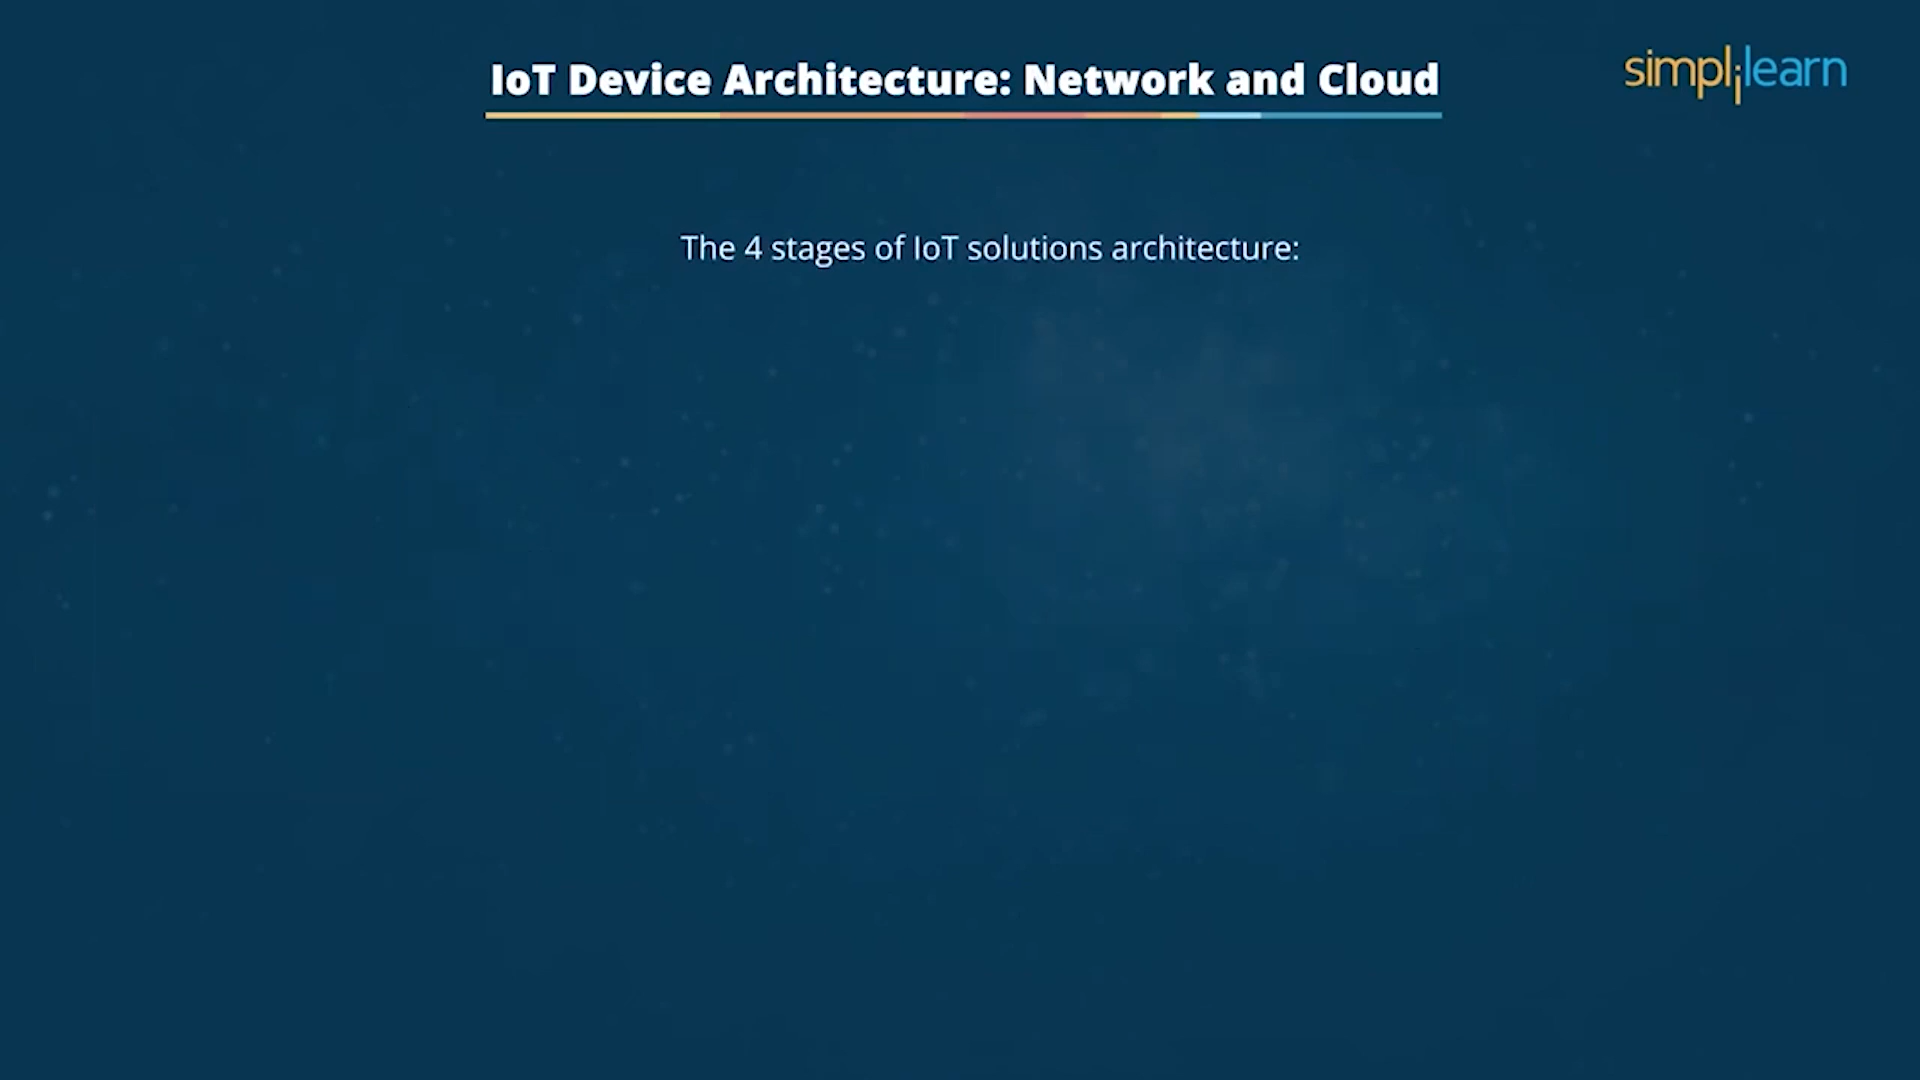 IoT Device Architecture: Network and Cloud
simplilearn
The 4 stages of IoT solutions architecture: